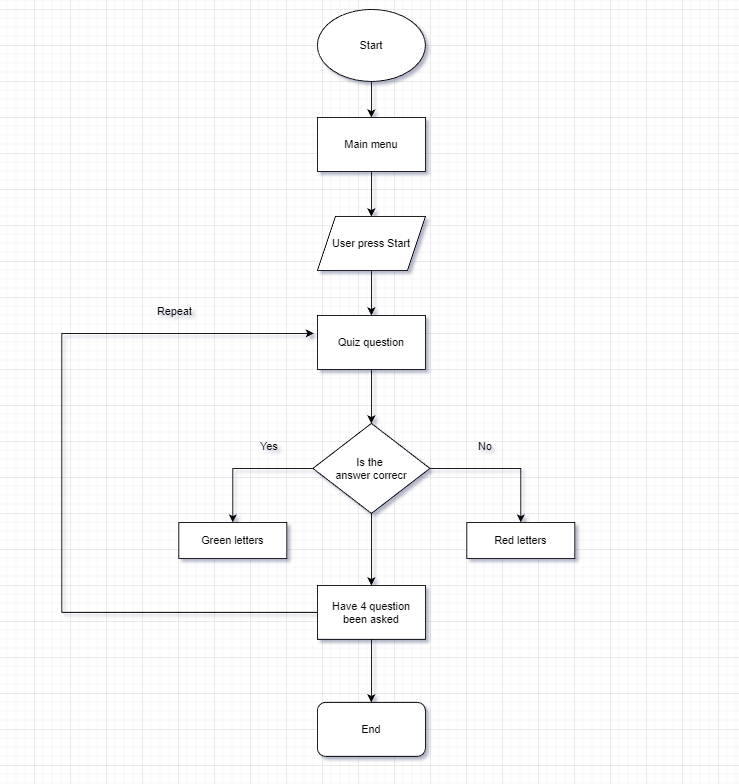 Start
Main menu
User press Start
Repeat
Quiz question
Yes
No
Is the
answer correcr
Green letters
Red letters
Have 4 question
been asked
End